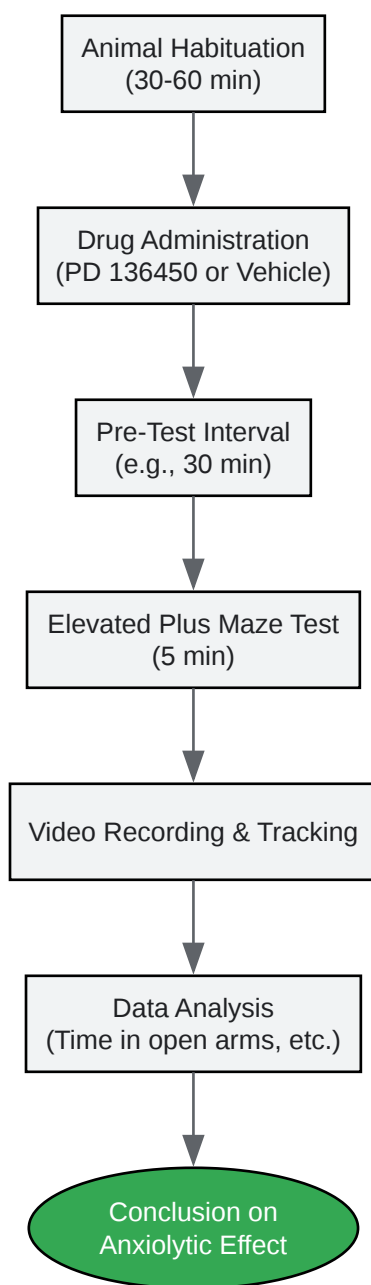 Animal Habituation
(30-60 min)
Drug Administration
(PD 136450 or Vehicle)
Pre-Test Interval
(e.g., 30 min)
Elevated Plus Maze Test
(5 min)
Video Recording & Tracking
Data Analysis
(Time in open arms, etc.)
Conclusion on
Anxiolytic Effect